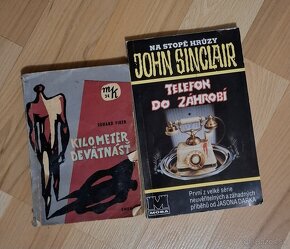 mK
24
EDUARD FIKER
KILOMETER
DEVÄTNÁSŤ
NA STOPĚ HRŮZY
JOHN SINCLAIR
TELEFON
DO ZÁHROBÍ
První z velké série
neuvěřitelných a záhadných
příběhů od JASONA DARKA
MOBA